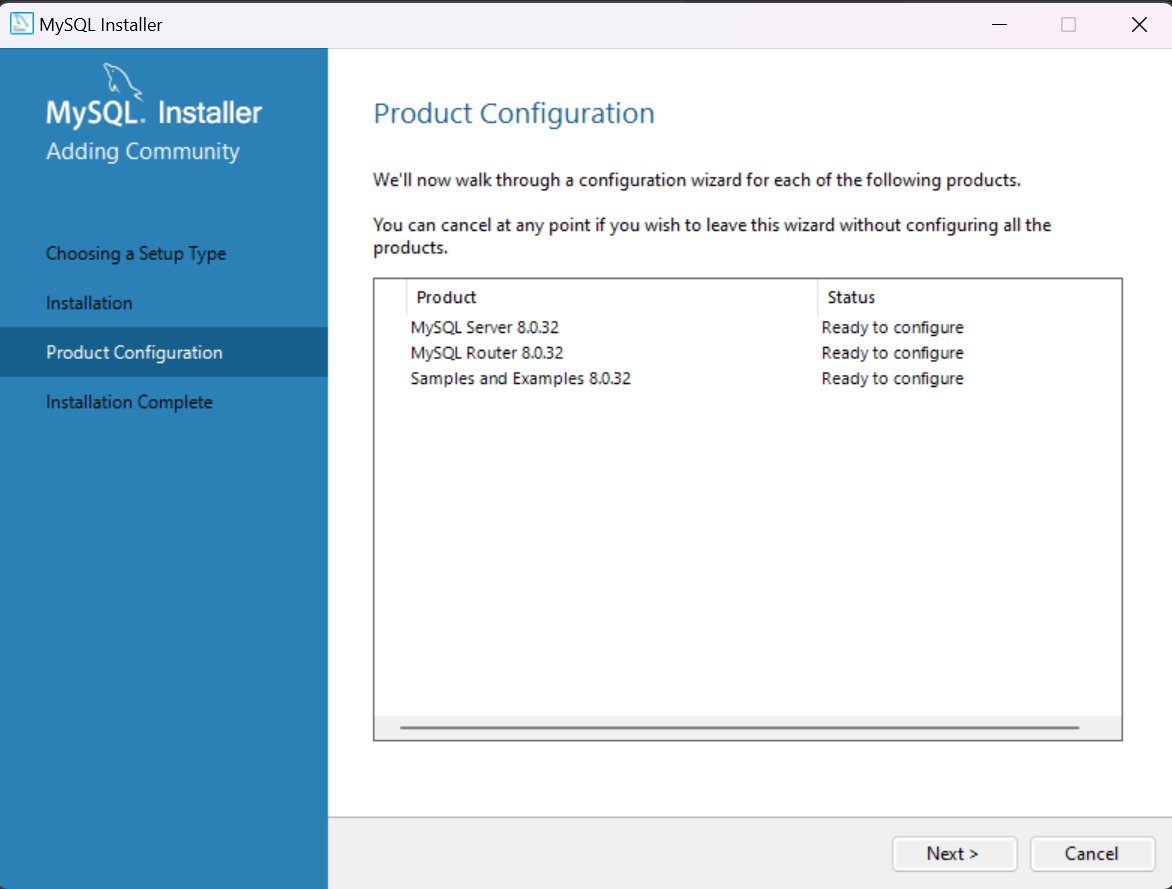 MySQL Installer
MySQL. Installer
Adding Community
Choosing a Setup Type
Installation
Product Configuration
Installation Complete
Product Configuration
We'll now walk through a configuration wizard for each of the following products.
You can cancel at any point if you wish to leave this wizard without configuring all the
products.
Product Status
MySQL Server 8.0.32 Ready to configure
MySQL Router 8.0.32 Ready to configure
Samples and Examples 8.0.32 Ready to configure
Next > Cancel